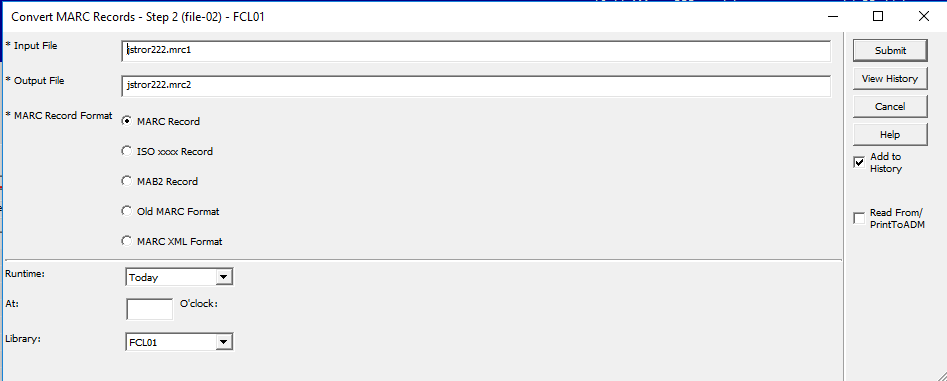 Convert MARC Records - Step 2 (file-02) - FCL01
* Input File
jstror222.mrc1
* Output File
jstror222.mrc2
* MARC Record Format
MARC Record
ISO xxxx Record
MAB2 Record
Old MARC Format
MARC XML Format
Runtime:
Today
At:
O'clock:
Library:
FCL01
Submit
View History
Cancel
Help
Add to
History
Read From/
PrintToADM